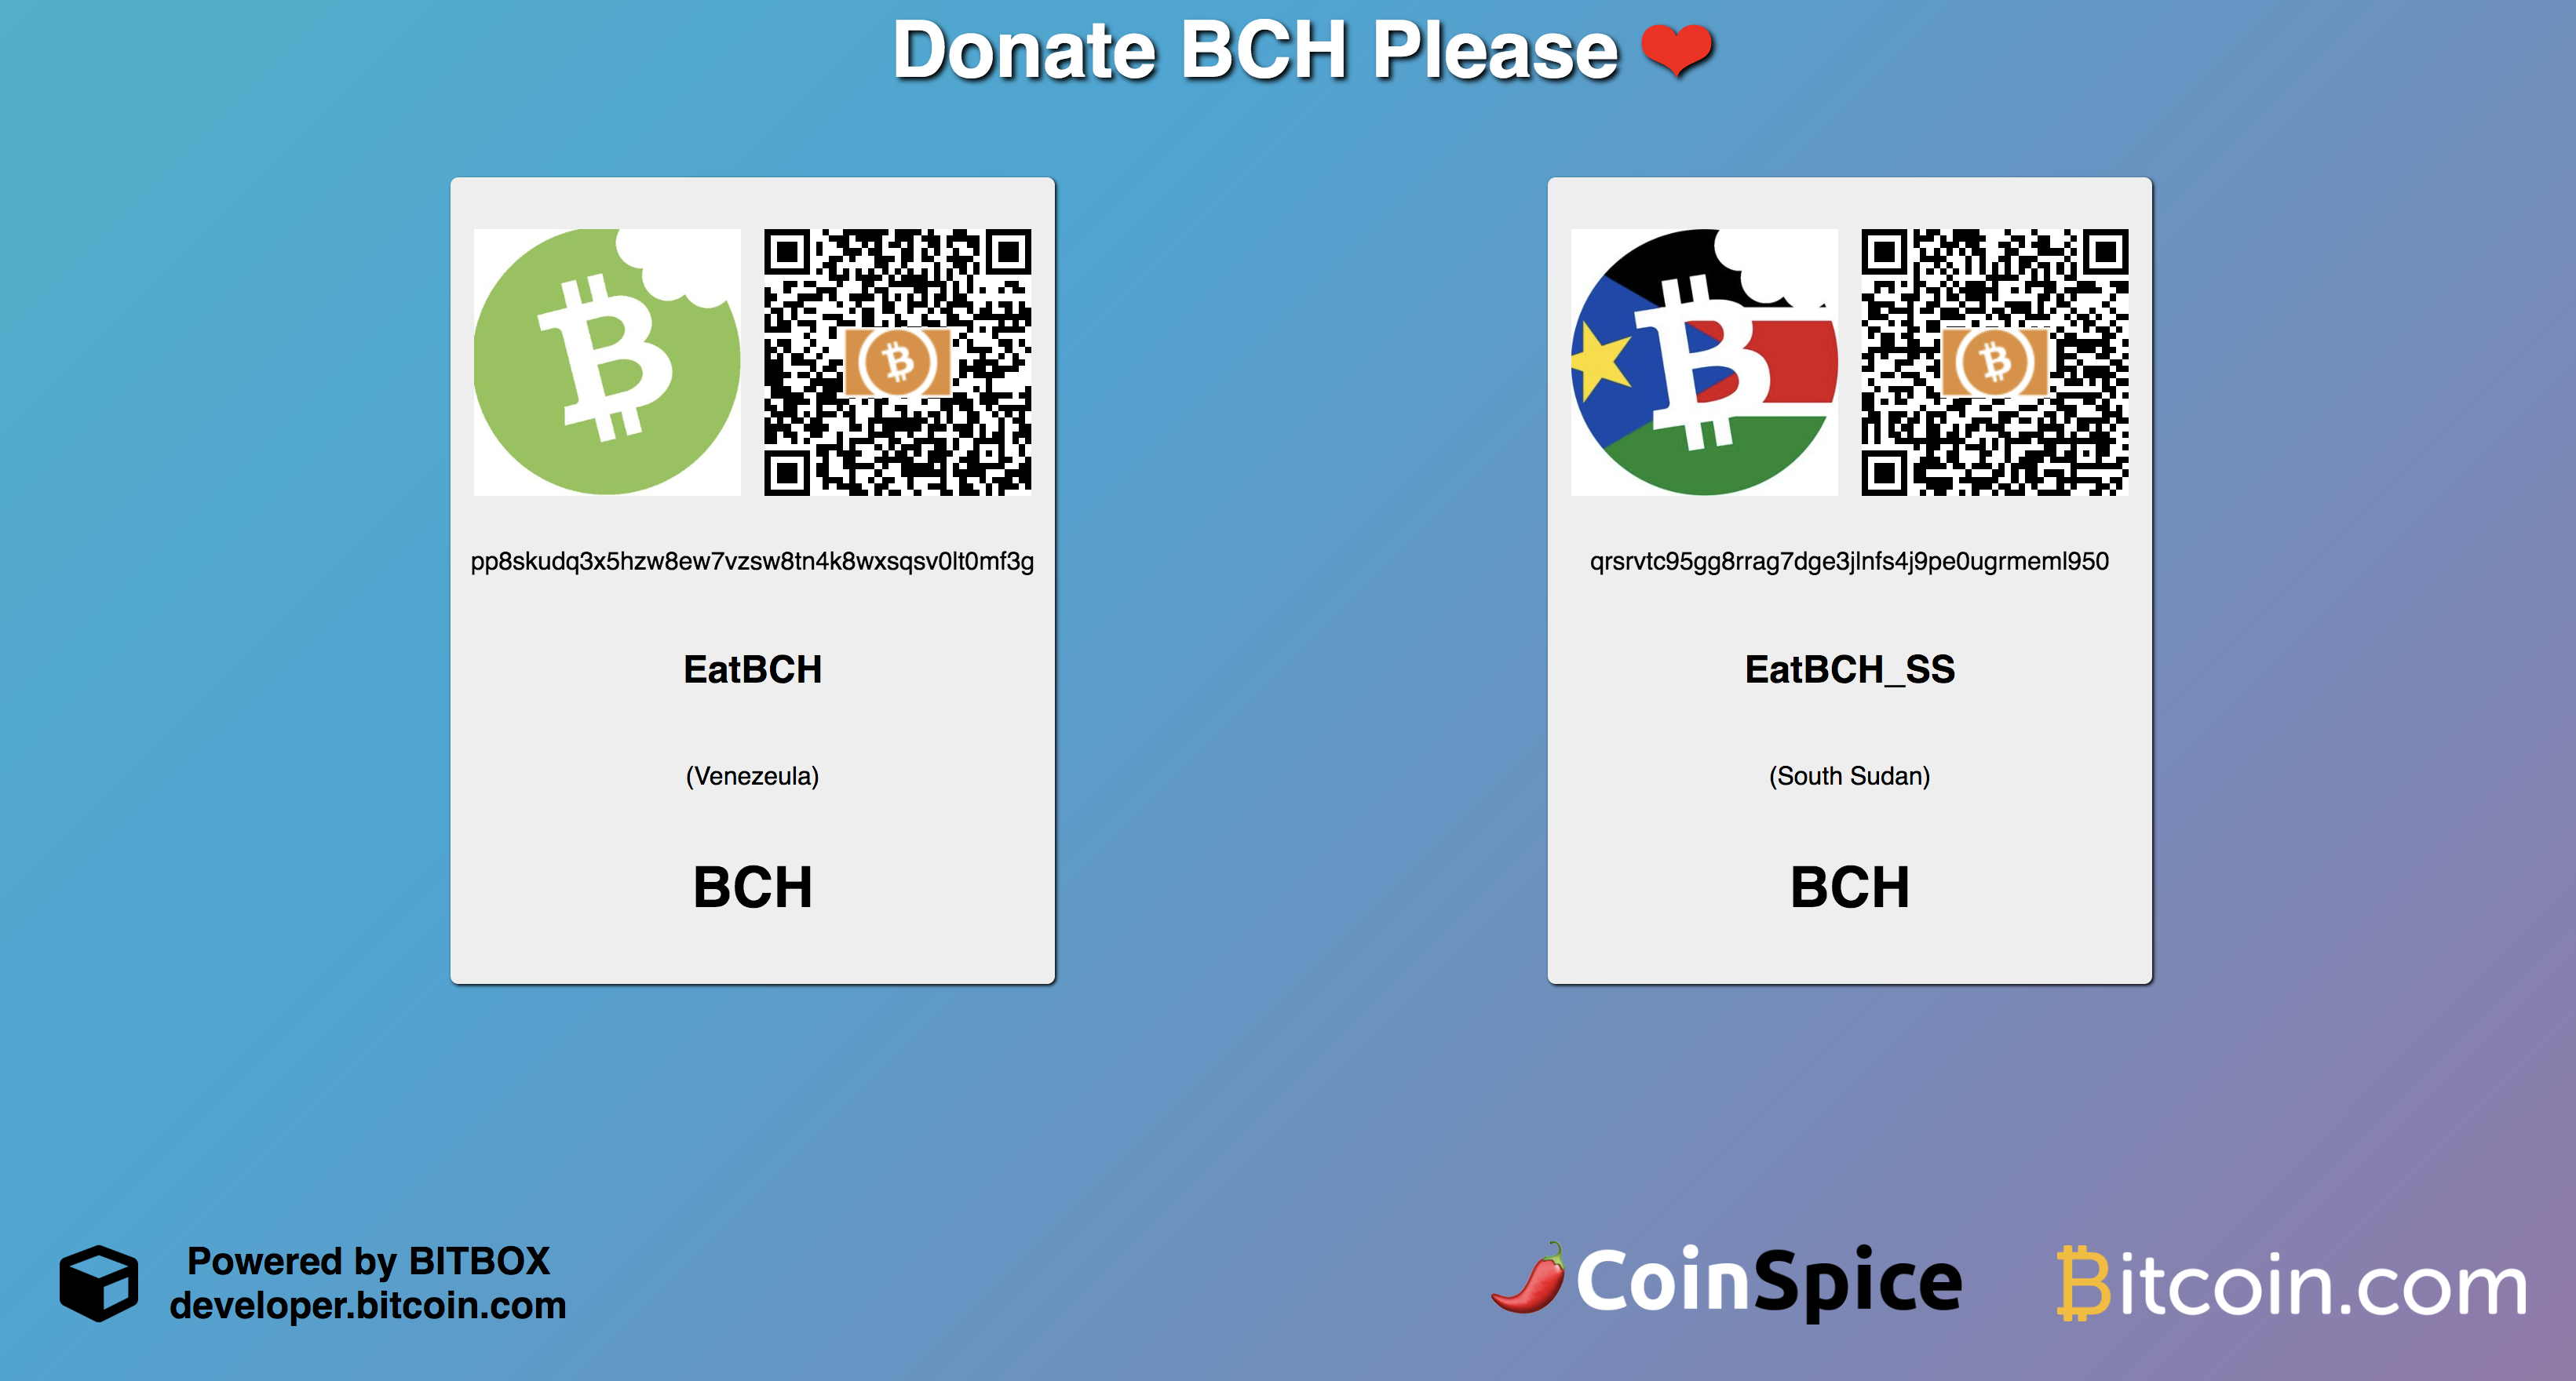 Donate BCH Please ❤
pp8skudq3x5hzw8ew7vzsw8tn4k8wxsqsv0lt0mf3g
EatBCH
(Venezeula)
BCH
qrsrvtc95gg8rrag7dge3jlnfs4j9pe0ugrmeml950
EatBCH_SS
(South Sudan)
BCH
Powered by BITBOX
developer.bitcoin.com
CoinSpice
Bitcoin.com